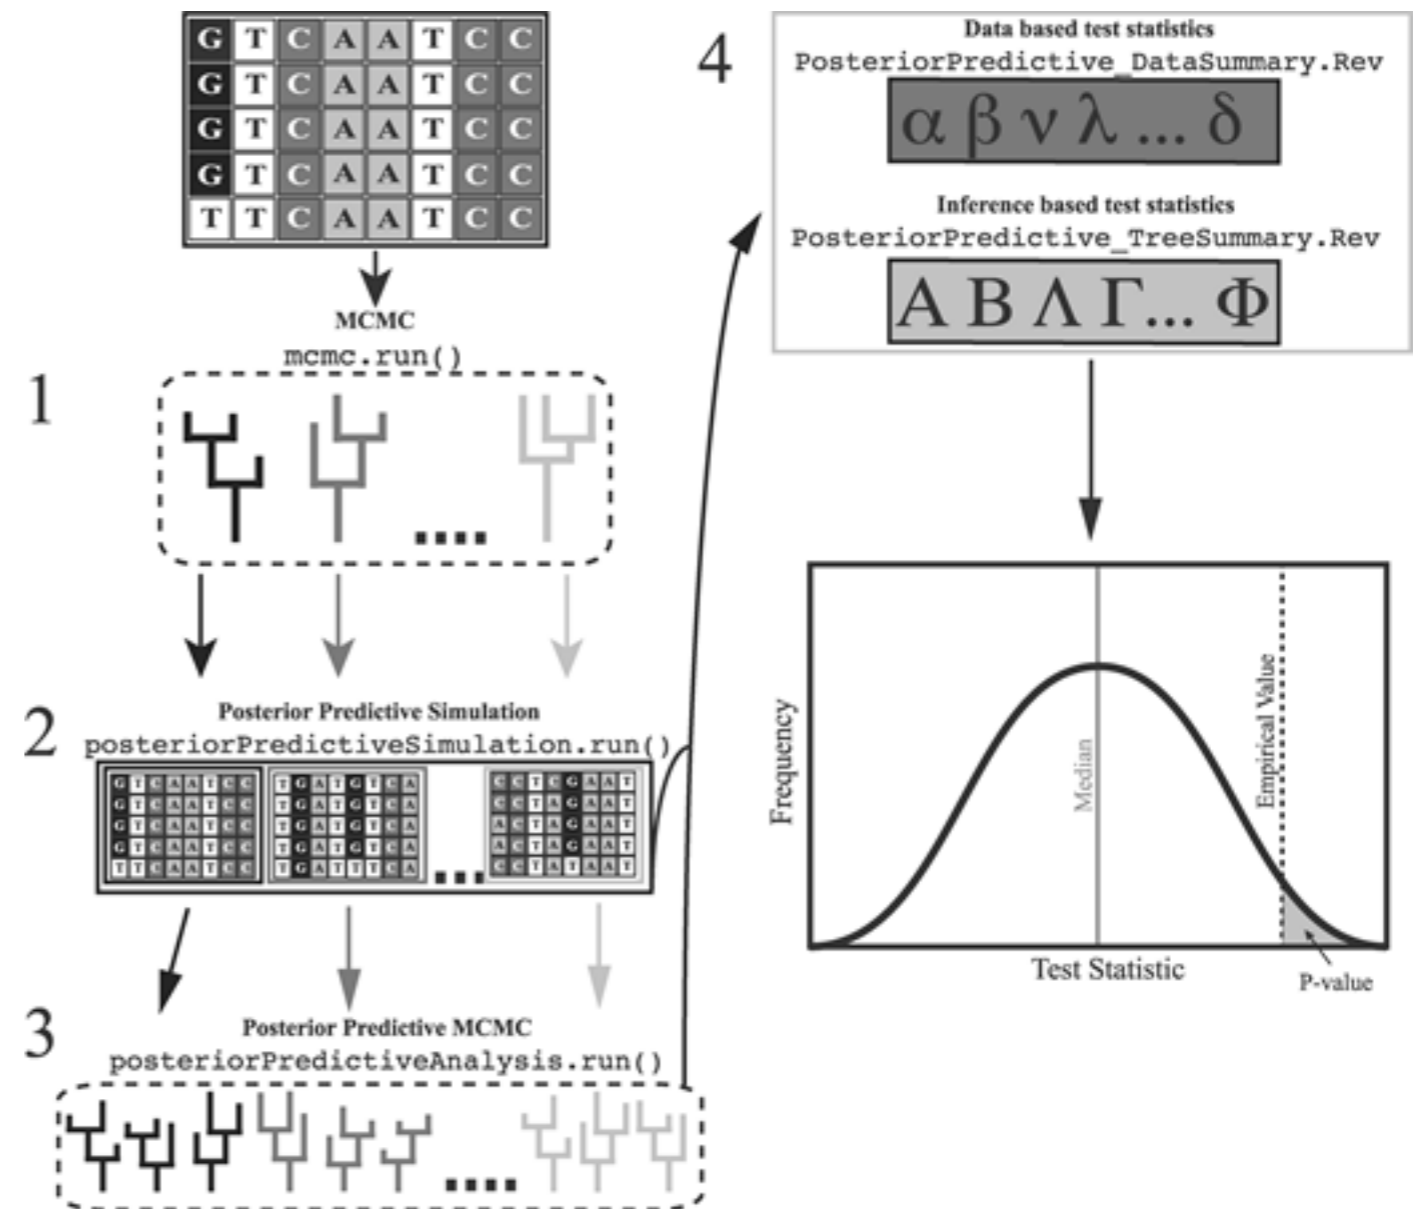 G T C A A T C C
G T C A A T C C
G T C A A T C C
G T C A A T C C
T T C A A T C C
MCMC
mcmc.run()
1
....
2
Posterior Predictive Simulation
posteriorPredictiveSimulation.run()
G T C A A T C C
G T C A A T C C
G T C A A T C C
G T C A A T C C
T T C A A T C C
T G A T G T C A
T G A T G T C A
T G A T G T C A
T G A T G T C A
T G A T T T C A
...
C C T C G A A T
C C T A G A A T
A C T A G A A T
A C T A G A A T
C C T A T A A T
3
Posterior Predictive MCMC
posteriorPredictiveAnalysis.run()
....
4
Data based test statistics
PosteriorPredictive_DataSummary.Rev
α β ν λ ... δ
Inference based test statistics
PosteriorPredictive_TreeSummary.Rev
Α Β Λ Γ... Φ
Frequency
Median
Empirical Value
Test Statistic
P-value